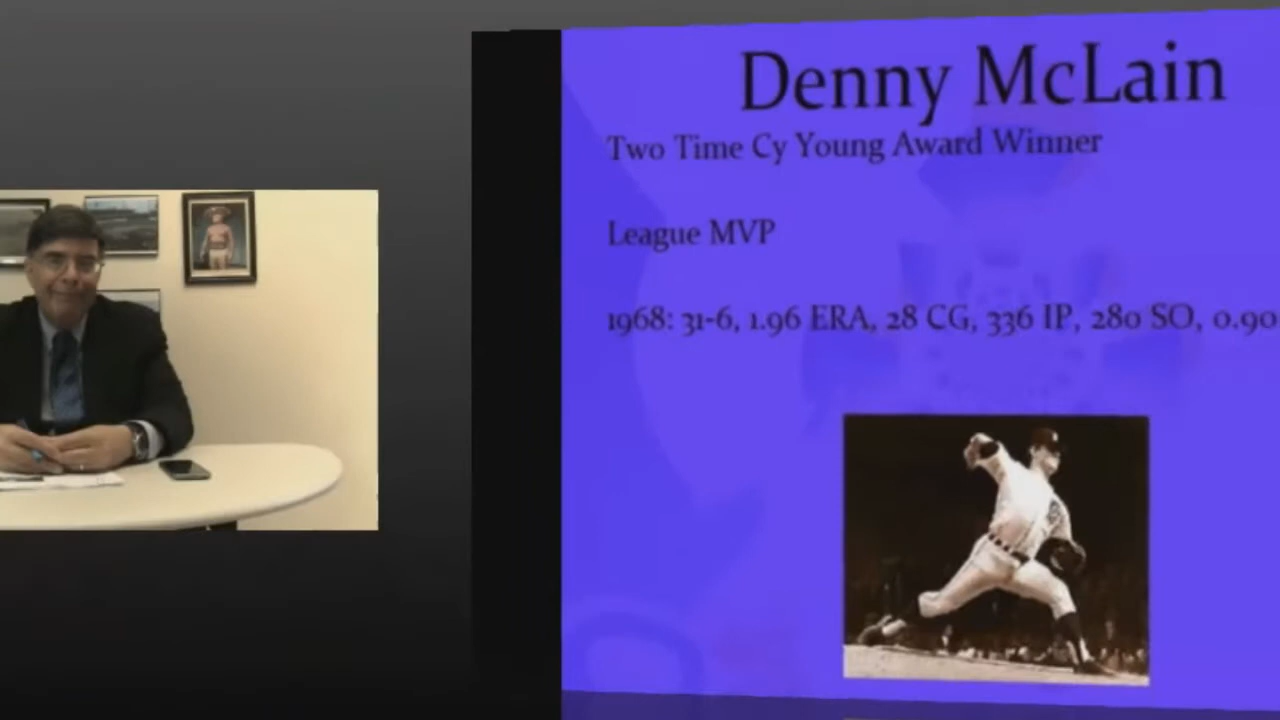 Denny McLain
Two Time Cy Young Award Winner
League MVP
1968: 31-6, 1.96 ERA, 28 CG, 336 IP, 280 SO, 0.90